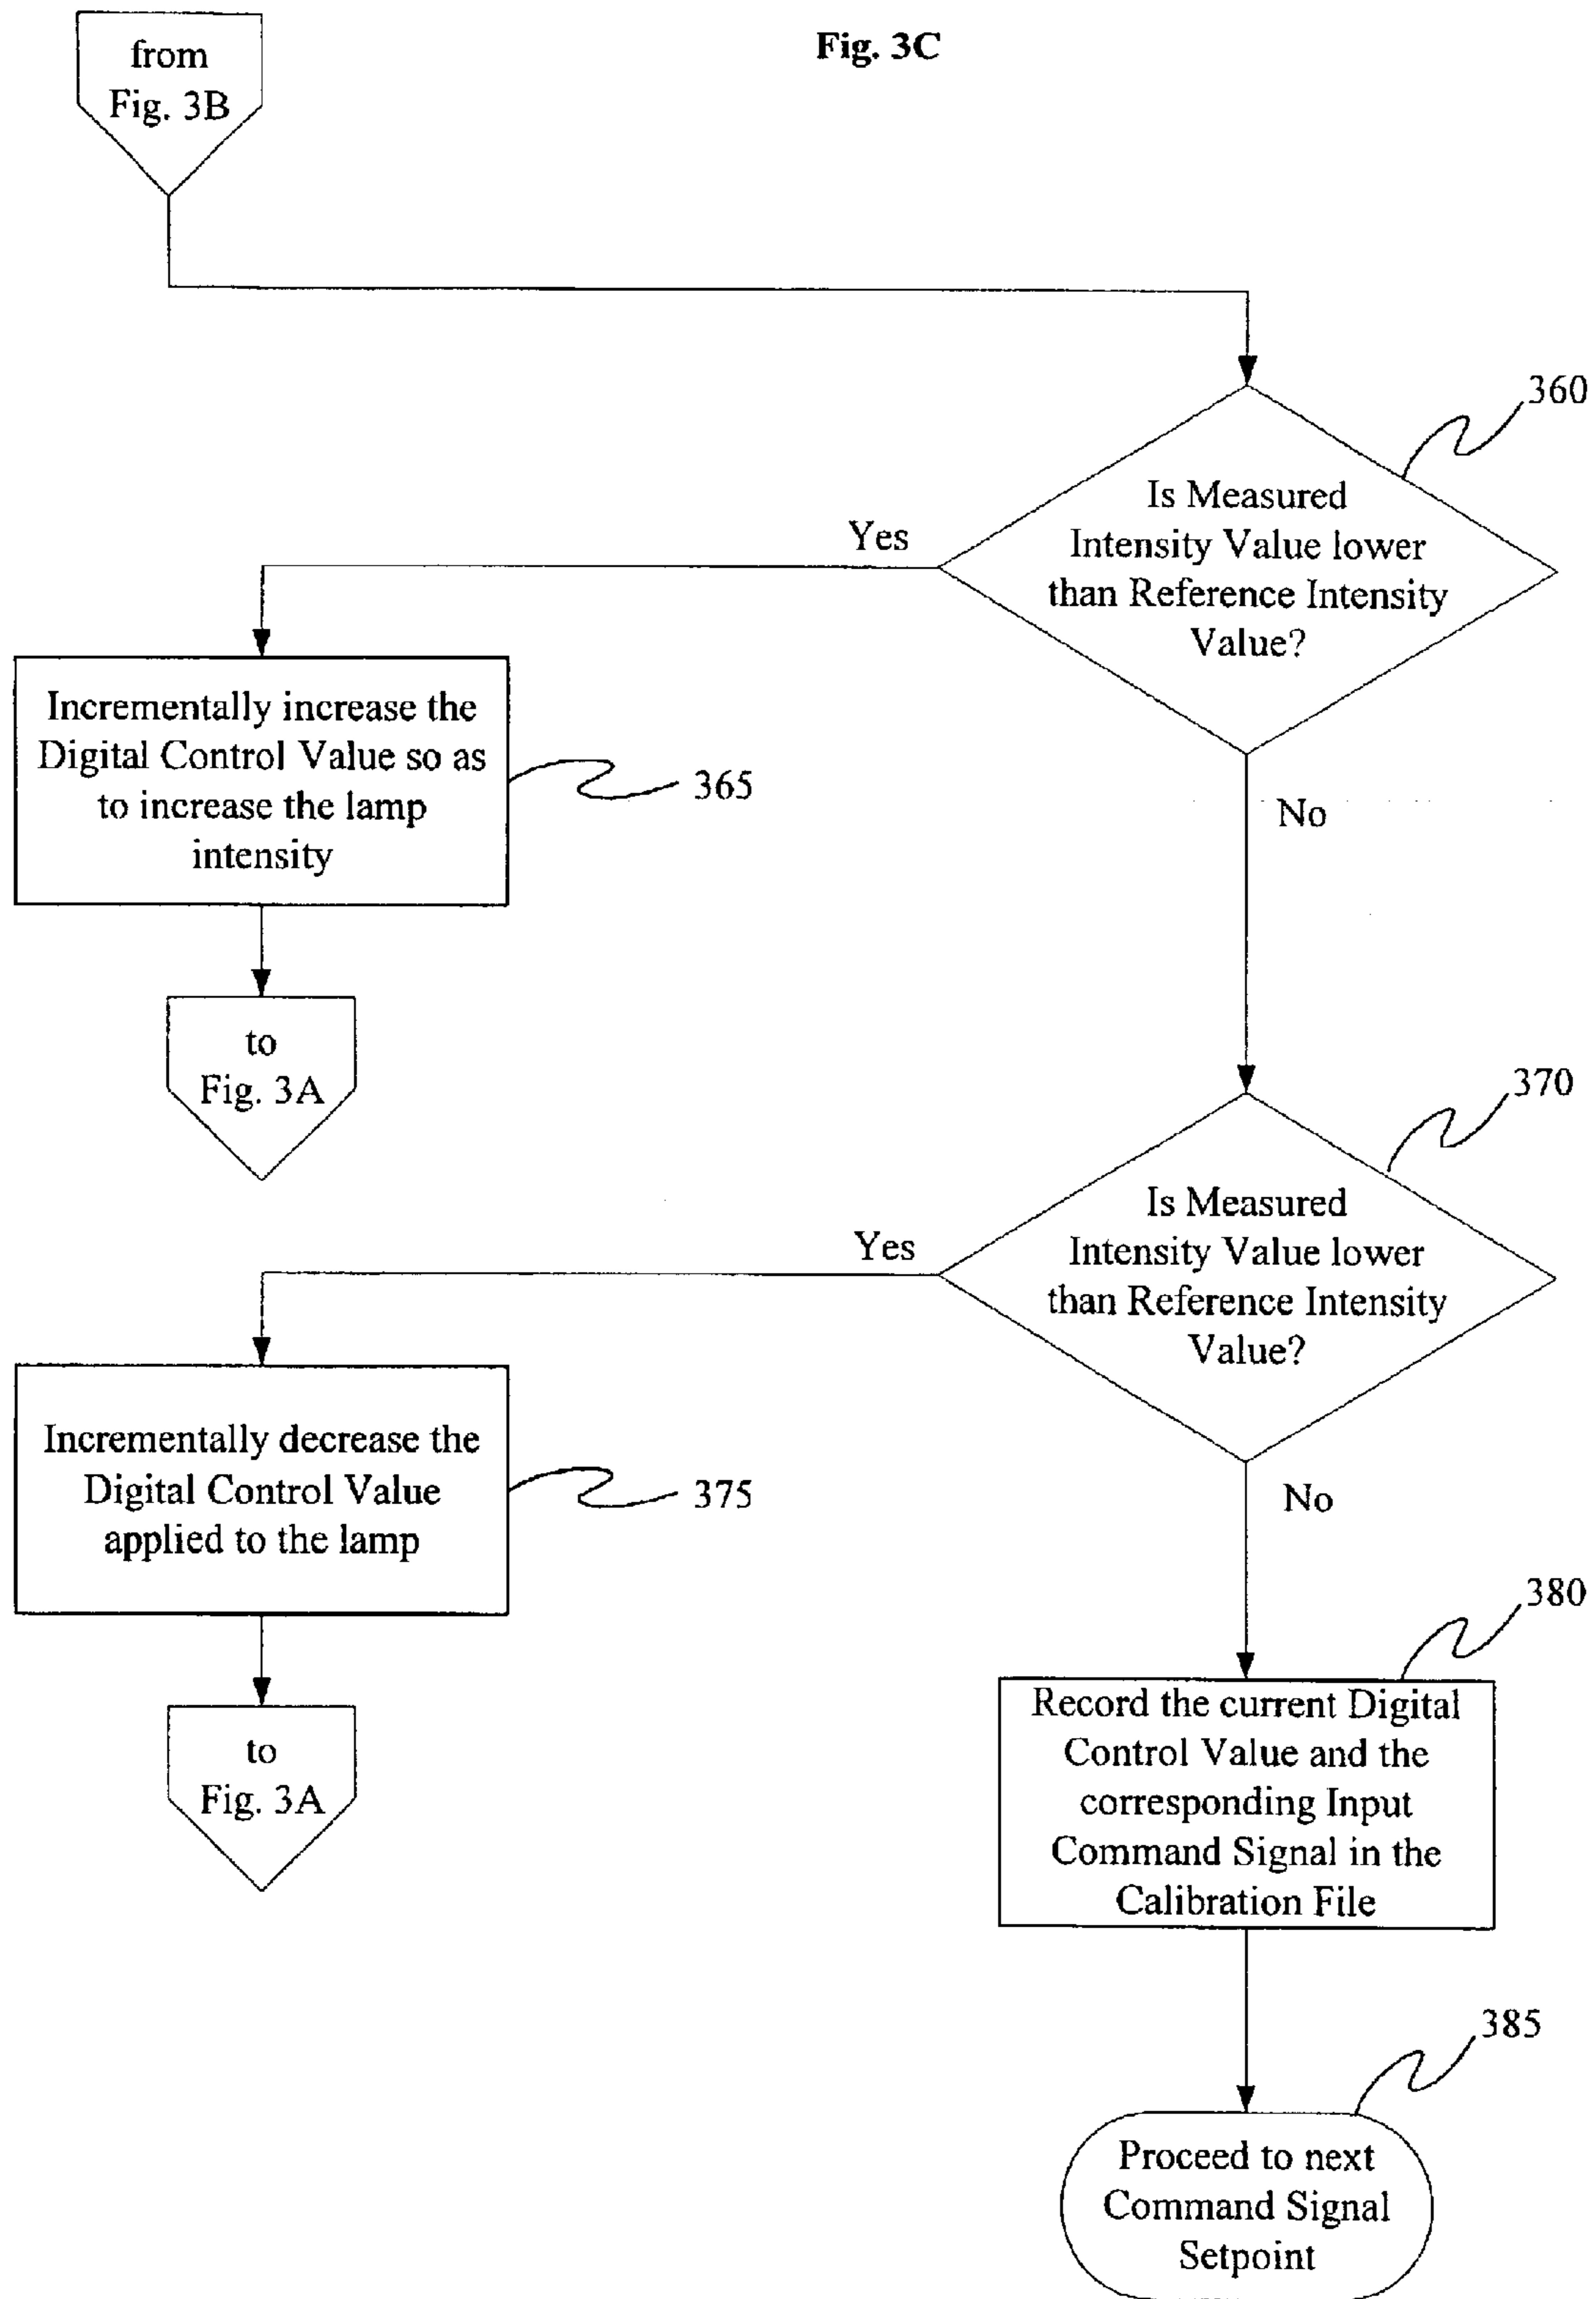 Fig. 3C
from
Fig. 3B
360
Is Measured
Intensity Value lower
than Reference Intensity
Value?
Yes
No
Incrementally increase the
Digital Control Value so as
to increase the lamp
intensity
365
to
Fig. 3A
370
Is Measured
Intensity Value lower
than Reference Intensity
Value?
Yes
No
Incrementally decrease the
Digital Control Value
applied to the lamp
375
to
Fig. 3A
380
Record the current Digital
Control Value and the
corresponding Input
Command Signal in the
Calibration File
385
Proceed to next
Command Signal
Setpoint